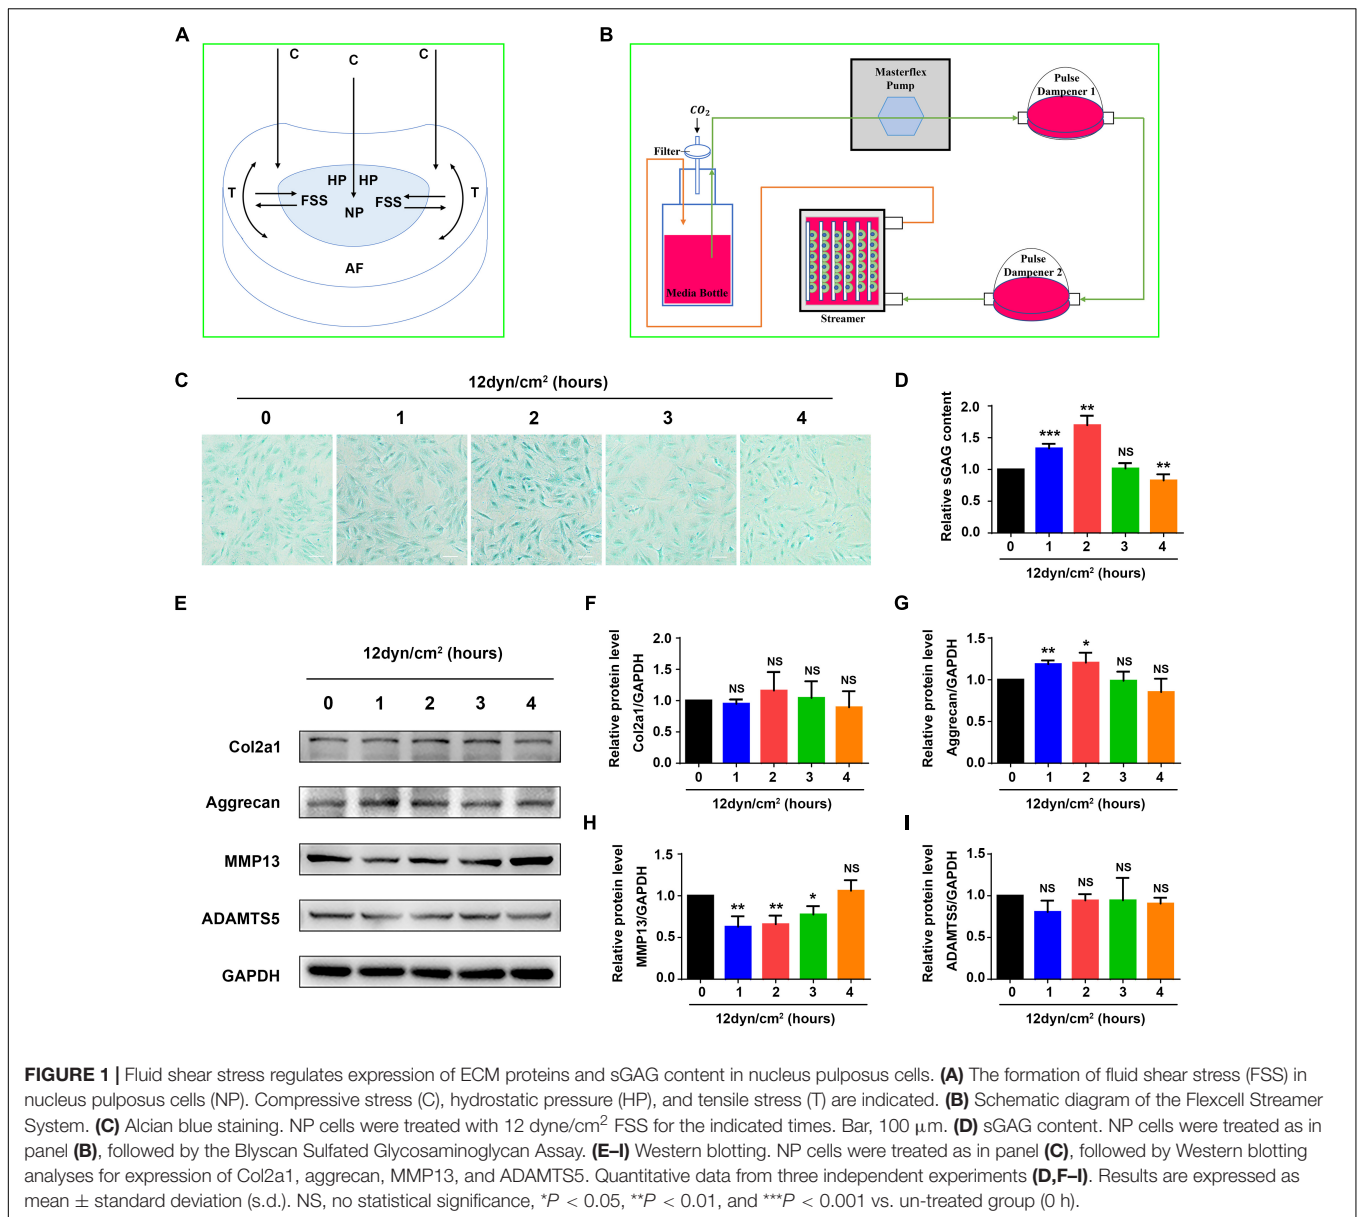 A
C
C
C
HP HP
T
FSS
NP
FSS
T
AF
B
CO2
Filter
Media Bottle
Masterflex
Pump
Pulse
Dampener 1
Pulse
Dampener 2
Streamer
C
12dyn/cm² (hours)
0 1 2 3 4
D
Relative sGAG content
2.0
1.5
1.0
0.5
0.0
*** ** NS **
0 1 2 3 4
12dyn/cm² (hours)
E
12dyn/cm² (hours)
0 1 2 3 4
Col2a1
Aggrecan
MMP13
ADAMTS5
GAPDH
F
Relative protein level
Col2a1/GAPDH
2.0
1.5
1.0
0.5
0.0
NS NS NS NS
0 1 2 3 4
12dyn/cm² (hours)
G
Relative protein level
Aggrecan/GAPDH
1.5
1.0
0.5
0.0
** * NS NS
0 1 2 3 4
12dyn/cm² (hours)
H
Relative protein level
MMP13/GAPDH
1.5
1.0
0.5
0.0
** ** * NS
0 1 2 3 4
12dyn/cm² (hours)
I
Relative protein level
ADAMTS5/GAPDH
1.5
1.0
0.5
0.0
NS NS NS NS
0 1 2 3 4
12dyn/cm² (hours)
FIGURE 1 | Fluid shear stress regulates expression of ECM proteins and sGAG content in nucleus pulposus cells. (A) The formation of fluid shear stress (FSS) in
nucleus pulposus cells (NP). Compressive stress (C), hydrostatic pressure (HP), and tensile stress (T) are indicated. (B) Schematic diagram of the Flexcell Streamer
System. (C) Alcian blue staining. NP cells were treated with 12 dyne/cm² FSS for the indicated times. Bar, 100 μm. (D) sGAG content. NP cells were treated as in
panel (B), followed by the Blyscan Sulfated Glycosaminoglycan Assay. (E–I) Western blotting. NP cells were treated as in panel (C), followed by Western blotting
analyses for expression of Col2a1, aggrecan, MMP13, and ADAMTS5. Quantitative data from three independent experiments (D,F–I). Results are expressed as
mean ± standard deviation (s.d.). NS, no statistical significance, *P < 0.05, **P < 0.01, and ***P < 0.001 vs. un-treated group (0 h).